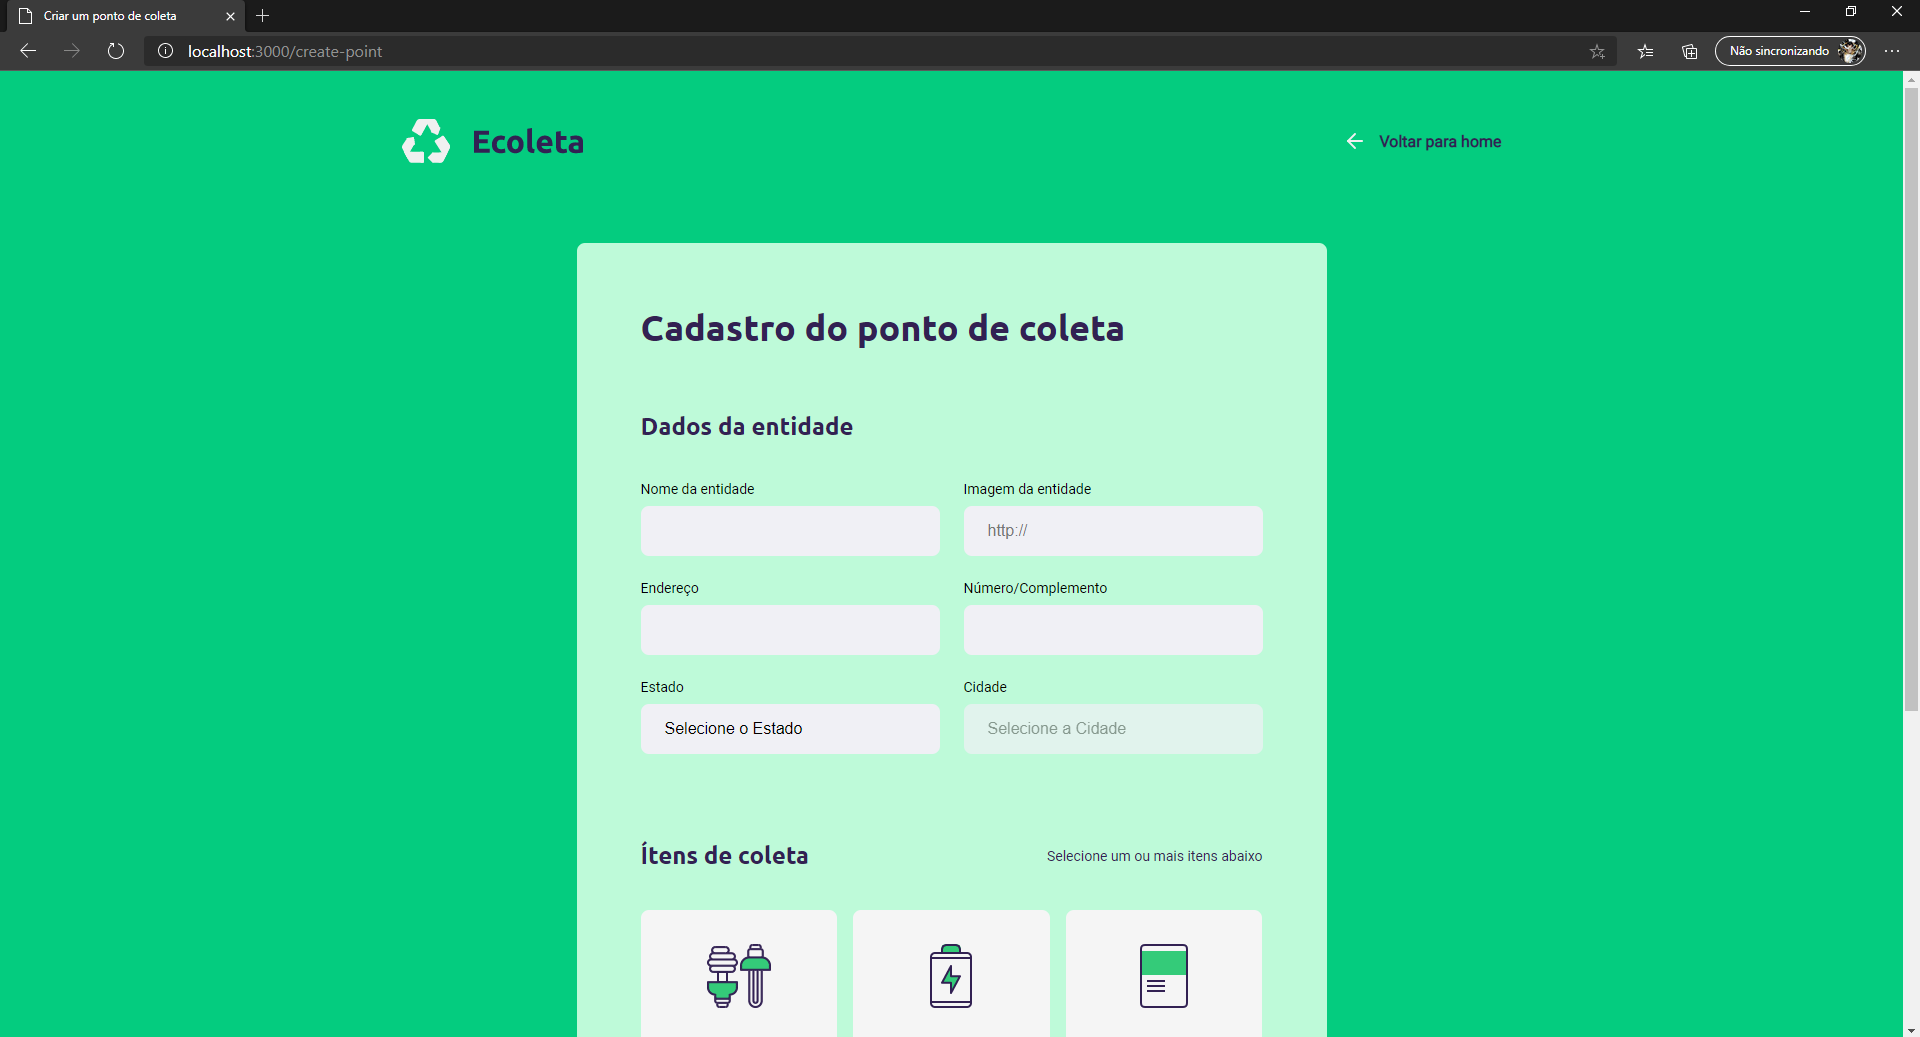 Criar um ponto de coleta
localhost:3000/create-point
Não sincronizando
Ecoleta
Voltar para home
Cadastro do ponto de coleta
Dados da entidade
Nome da entidade
Imagem da entidade
http://
Endereço
Número/Complemento
Estado
Cidade
Selecione o Estado
Selecione a Cidade
Ítens de coleta
Selecione um ou mais itens abaixo